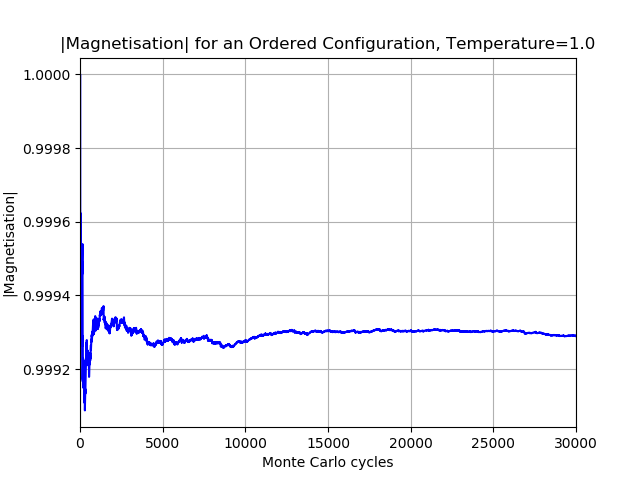 |Magnetisation| for an Ordered Configuration, Temperature=1.0
1.0000
0.9998
0.9996
0.9994
0.9992
|Magnetisation|
0 5000 10000 15000 20000 25000 30000
Monte Carlo cycles